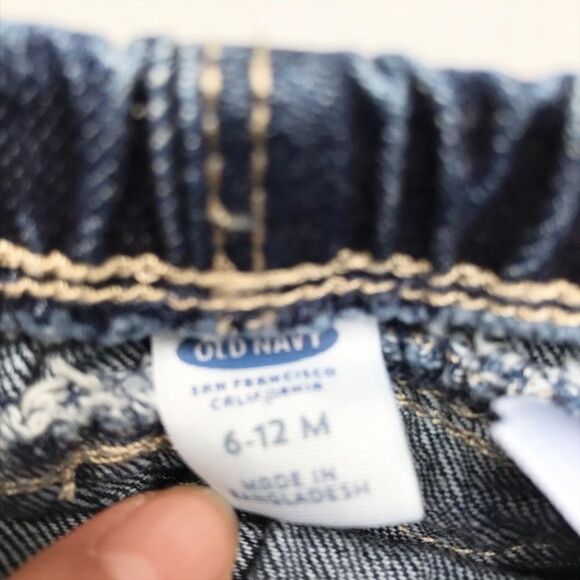 OLD NAVY
SAN FRANCISCO
CALIFORNIA
6-12 M
MADE IN
BANGLADESH